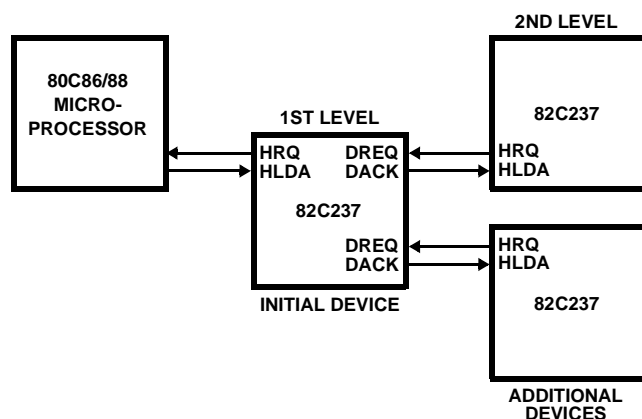 2ND LEVEL
80C86/88
MICRO-
PROCESSOR
1ST LEVEL
82C237
HRQ DREQ HRQ
HLDA DACK HLDA
82C237
DREQ HRQ
DACK HLDA
INITIAL DEVICE
82C237
ADDITIONAL
DEVICES